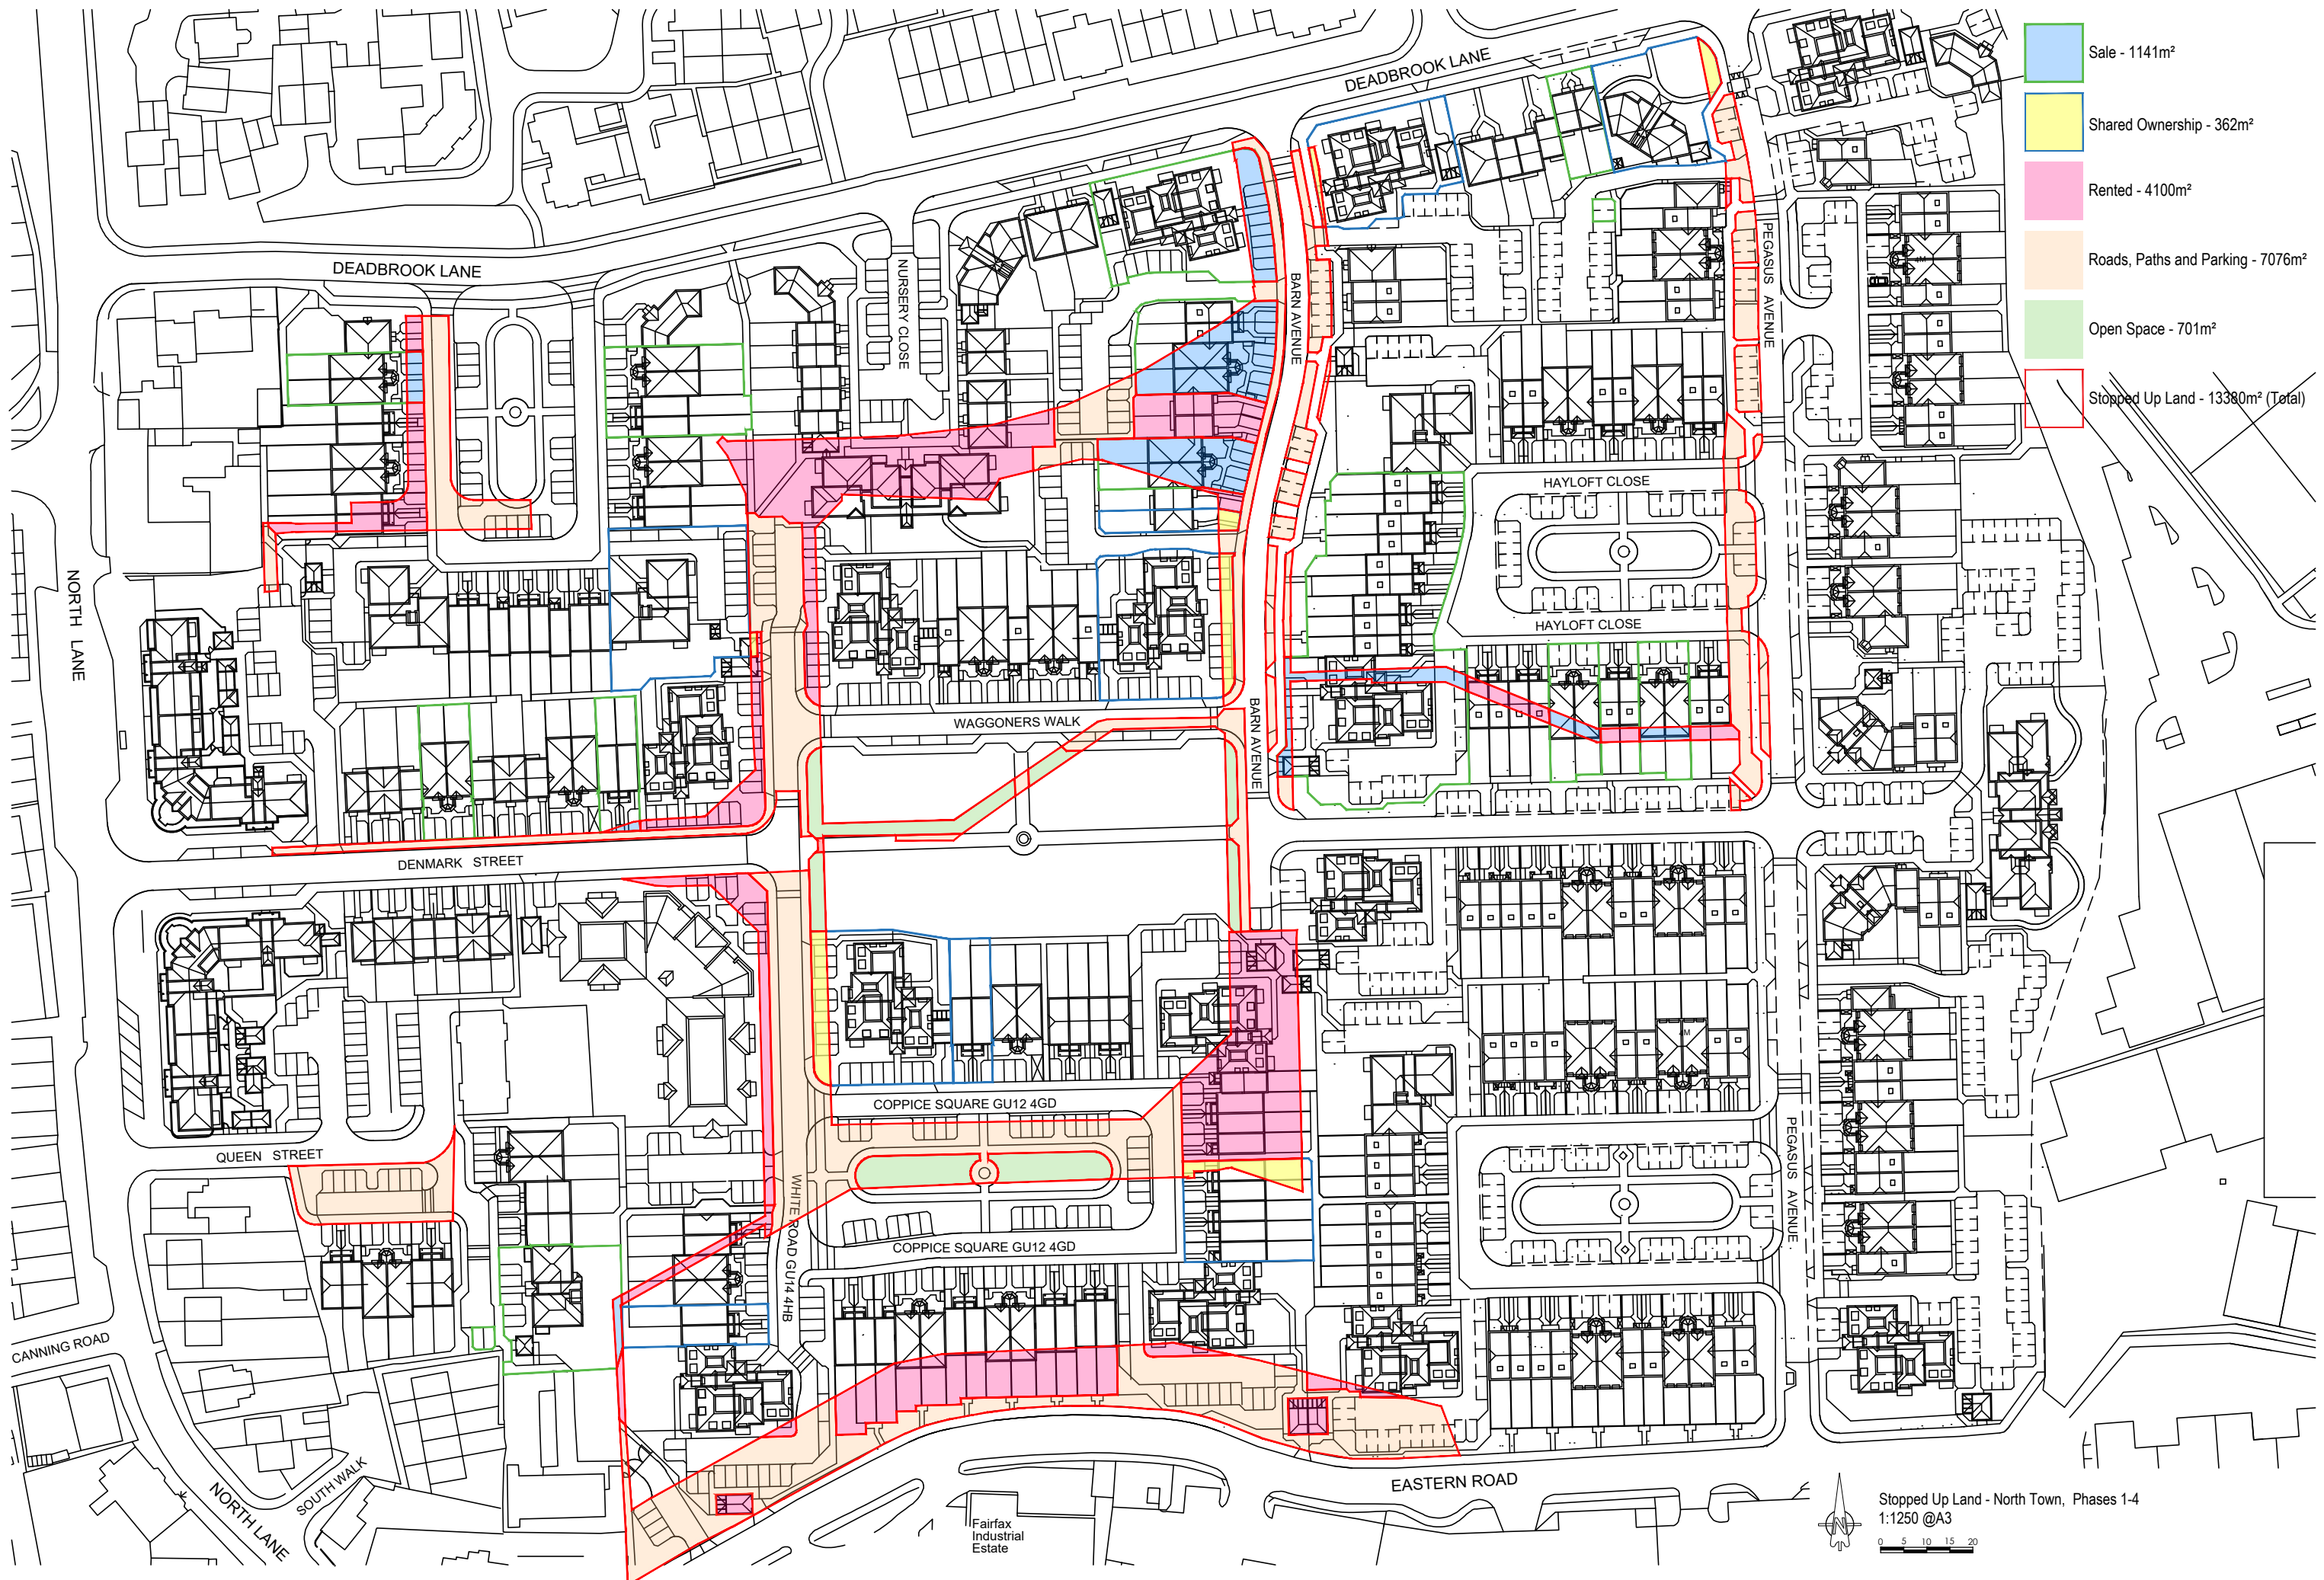 DEADBROOK LANE
Sale - 1141m²
Shared Ownership - 362m²
Rented - 4100m²
Roads, Paths and Parking - 7076m²
Open Space - 701m²
Stopped Up Land - 13380m² (Total)
DEADBROOK LANE
NURSERY CLOSE
BARN AVENUE
PEGASUS AVENUE
HAYLOFT CLOSE
HAYLOFT CLOSE
NORTH LANE
WAGGONERS WALK
BARN AVENUE
DENMARK STREET
COPPICE SQUARE GU12 4GD
QUEEN STREET
WHITE ROAD GU14 4HB
COPPICE SQUARE GU12 4GD
PEGASUS AVENUE
CANNING ROAD
SOUTH WALK
NORTH LANE
EASTERN ROAD
Fairfax
Industrial
Estate
N
Stopped Up Land - North Town, Phases 1-4
1:1250 @A3
0 5 10 15 20